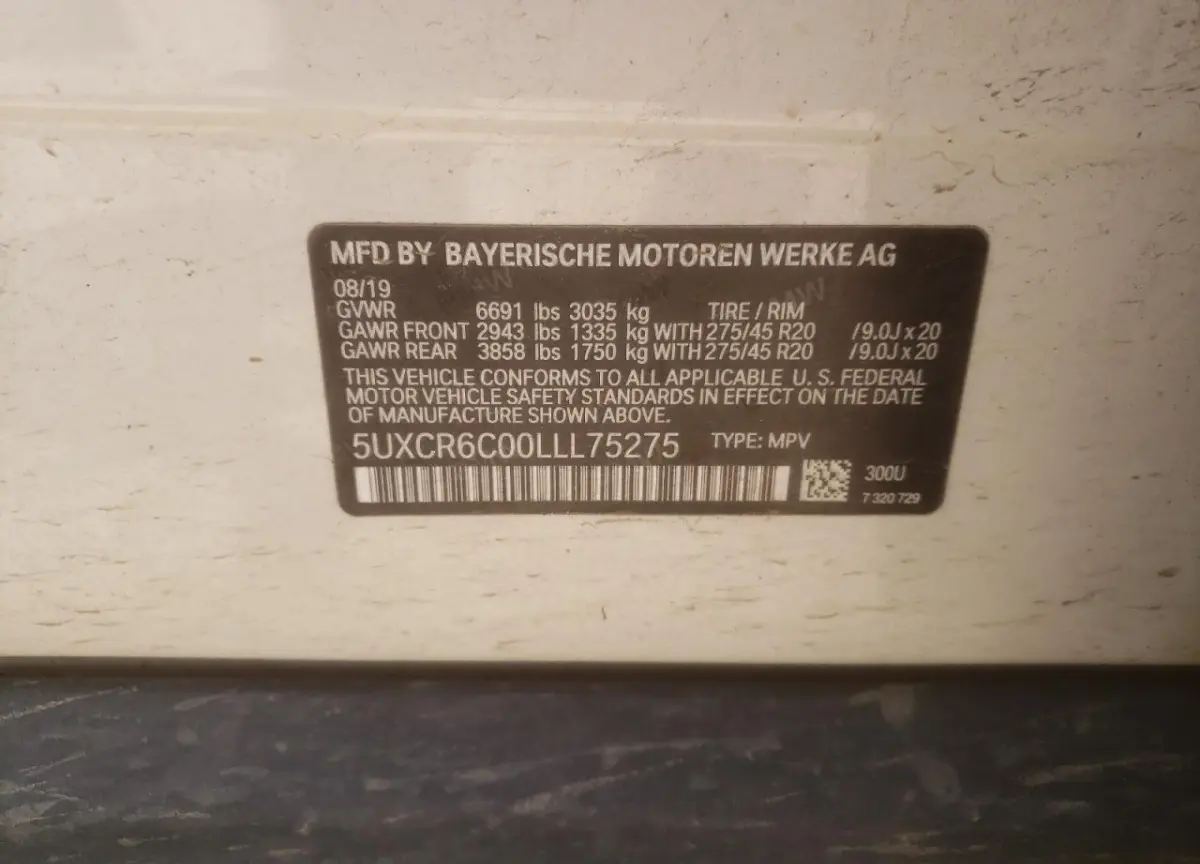 MFD BY BAYERISCHE MOTOREN WERKE AG
08/19
GVWR 6691 lbs 3035 kg TIRE / RIM
GAWR FRONT 2943 lbs 1335 kg WITH 275/45 R20 / 9.0J x 20
GAWR REAR 3858 lbs 1750 kg WITH 275/45 R20 / 9.0J x 20
THIS VEHICLE CONFORMS TO ALL APPLICABLE U. S. FEDERAL
MOTOR VEHICLE SAFETY STANDARDS IN EFFECT ON THE DATE
OF MANUFACTURE SHOWN ABOVE.
5UXCR6C00LLL75275 TYPE: MPV
300U
7 320 729